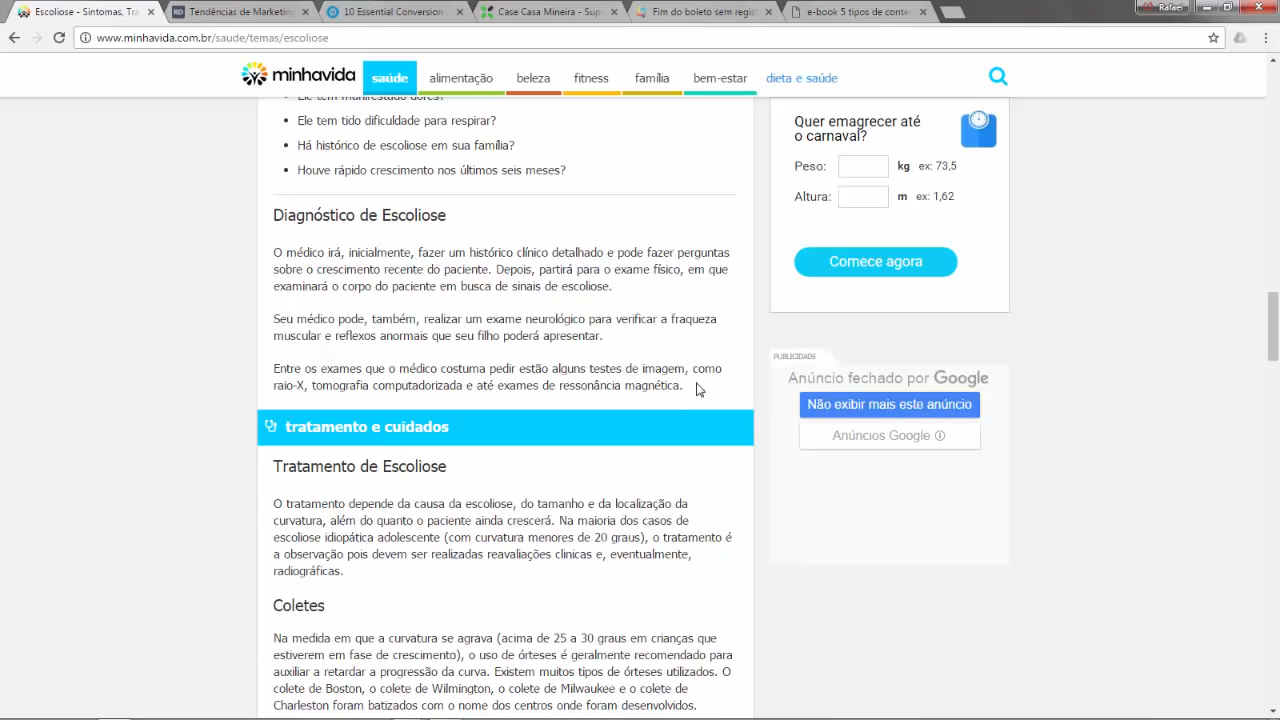 Escoliose - Sintomas, Tra
RD Tendências de Marketing
10 Essential Conversion
Case Casa Mineira - Sup
Fim do boleto sem regist
e-book 5 tipos de conte
Rafael
www.minhavida.com.br/saude/temas/escoliose
minhavida
saúde
alimentação
beleza
fitness
família
bem-estar
dieta e saúde
Ele tem manifestado dores?
Ele tem tido dificuldade para respirar?
Há histórico de escoliose em sua família?
Houve rápido crescimento nos últimos seis meses?
Diagnóstico de Escoliose
O médico irá, inicialmente, fazer um histórico clínico detalhado e pode fazer perguntas
sobre o crescimento recente do paciente. Depois, partirá para o exame físico, em que
examinará o corpo do paciente em busca de sinais de escoliose.
Seu médico pode, também, realizar um exame neurológico para verificar a fraqueza
muscular e reflexos anormais que seu filho poderá apresentar.
Entre os exames que o médico costuma pedir estão alguns testes de imagem, como
raio-X, tomografia computadorizada e até exames de ressonância magnética.
tratamento e cuidados
Tratamento de Escoliose
O tratamento depende da causa da escoliose, do tamanho e da localização da
curvatura, além do quanto o paciente ainda crescerá. Na maioria dos casos de
escoliose idiopática adolescente (com curvatura menores de 20 graus), o tratamento é
a observação pois devem ser realizadas reavaliações clinicas e, eventualmente,
radiográficas.
Coletes
Na medida em que a curvatura se agrava (acima de 25 a 30 graus em crianças que
estiverem em fase de crescimento), o uso de órteses é geralmente recomendado para
auxiliar a retardar a progressão da curva. Existem muitos tipos de órteses utilizados. O
colete de Boston, o colete de Wilmington, o colete de Milwaukee e o colete de
Charleston foram batizados com o nome dos centros onde foram desenvolvidos.
Quer emagrecer até
o carnaval?
Peso: kg ex: 73,5
Altura: m ex: 1,62
Comece agora
PUBLICIDADE
Anúncio fechado por Google
Não exibir mais este anúncio
Anúncios Google